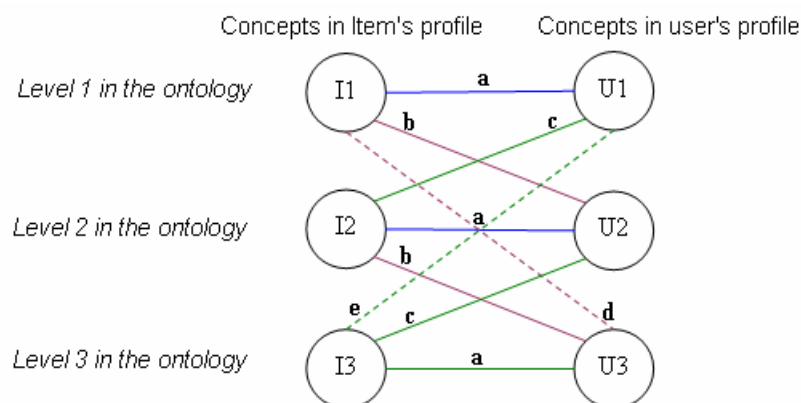 Concepts in Item's profile Concepts in user's profile
Level 1 in the ontology I1 a U1
b c
Level 2 in the ontology I2 a U2
b
e c d
Level 3 in the ontology I3 a U3